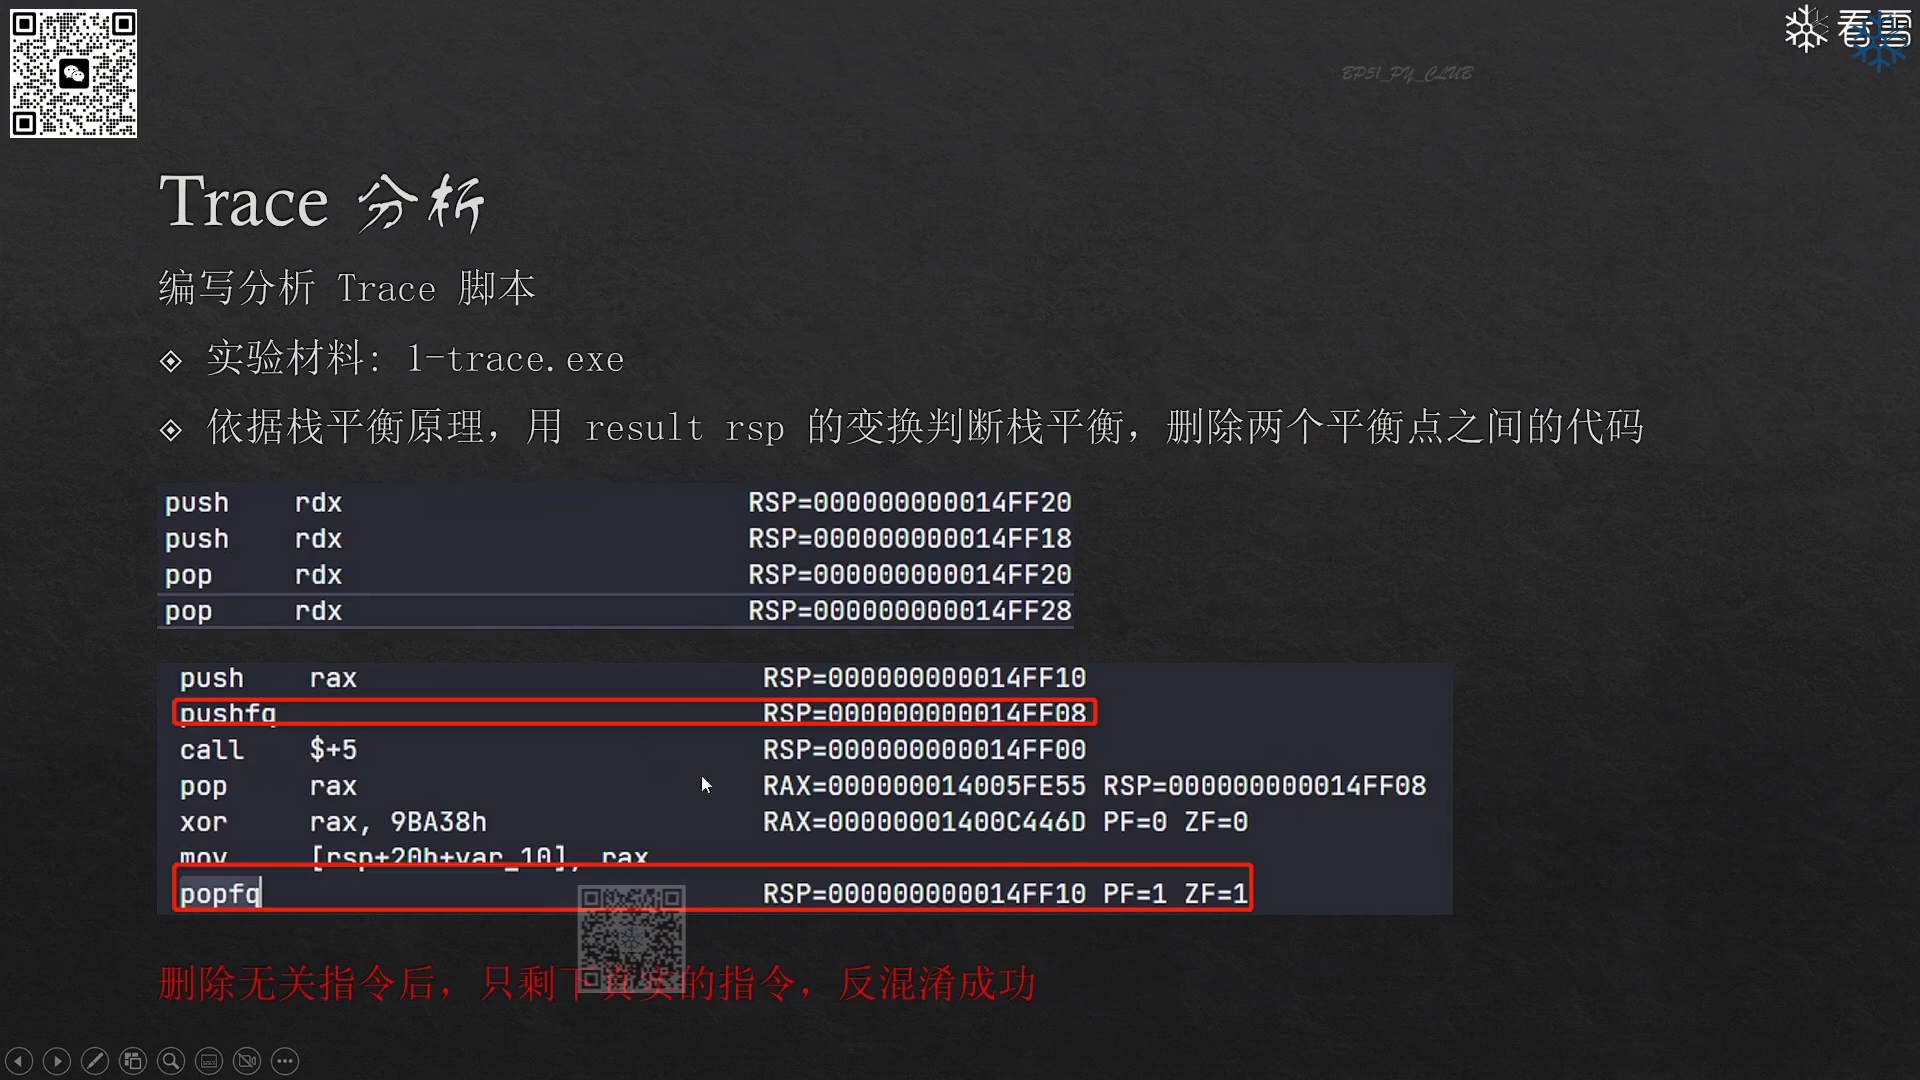 看雪
BP51_PY_CLUB
Trace 分析
编写分析 Trace 脚本
实验材料: 1-trace.exe
依据栈平衡原理，用 result rsp 的变换判断栈平衡，删除两个平衡点之间的代码
push rdx RSP=000000000014FF20
push rdx RSP=000000000014FF18
pop rdx RSP=000000000014FF20
pop rdx RSP=000000000014FF28
push rax RSP=000000000014FF10
pushfq RSP=000000000014FF08
call $+5 RSP=000000000014FF00
pop rax RAX=000000014005FE55 RSP=000000000014FF08
xor rax, 9BA38h RAX=00000001400C446D PF=0 ZF=0
mov [rsp+20h+var_10], rax
popfq RSP=000000000014FF10 PF=1 ZF=1
删除无关指令后，只剩下真实的指令，反混淆成功